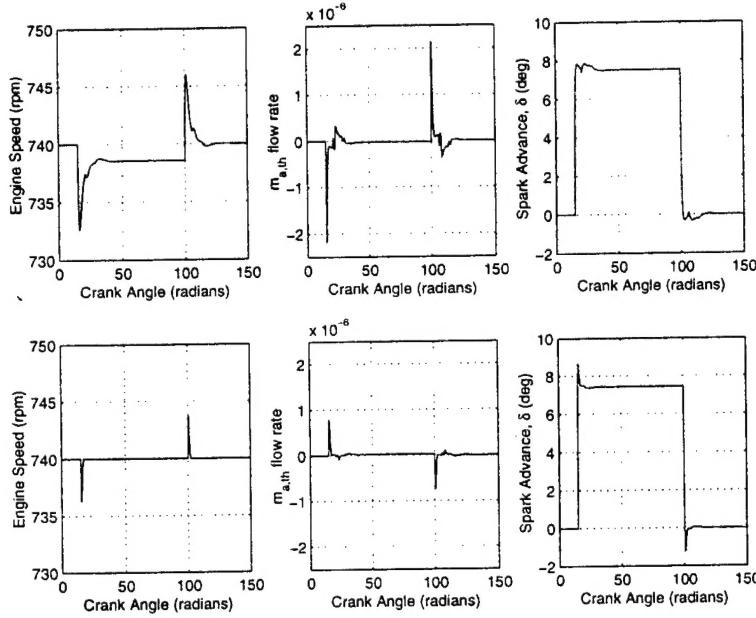 750
745
740
735
730
Engine Speed (rpm)
0 50 100 150
Crank Angle (radians)
x 10⁻⁶
2
1
0
−1
−2
m_a,th flow rate
0 50 100 150
Crank Angle (radians)
10
8
6
4
2
0
−2
Spark Advance, δ (deg)
0 50 100 150
Crank Angle (radians)
750
745
740
735
730
Engine Speed (rpm)
0 50 100 150
Crank Angle (radians)
x 10⁻⁶
2
1
0
−1
−2
m_a,th flow rate
0 50 100 150
Crank Angle (radians)
10
8
6
4
2
0
−2
Spark Advance, δ (deg)
0 50 100 150
Crank Angle (radians)